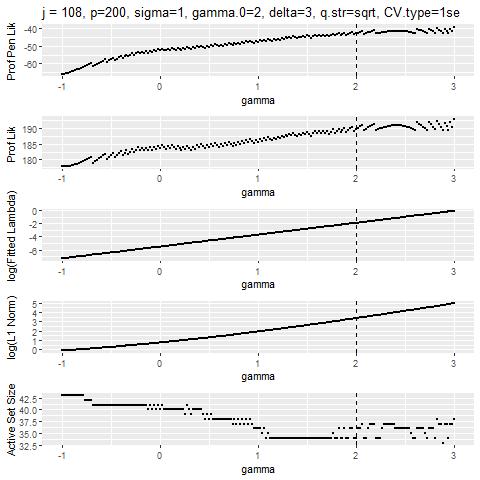 j = 108, p=200, sigma=1, gamma.0=2, delta=3, q.str=sqrt, CV.type=1se
Prof Pen Lik
-40
-50
-60
-1 0 1 2 3
gamma
Prof Lik
190
185
180
-1 0 1 2 3
gamma
log(Fitted Lambda)
0
-2
-4
-6
-1 0 1 2 3
gamma
log(L1 Norm)
5
4
3
2
1
0
-1 0 1 2 3
gamma
Active Set Size
42.5
40.0
37.5
35.0
32.5
-1 0 1 2 3
gamma